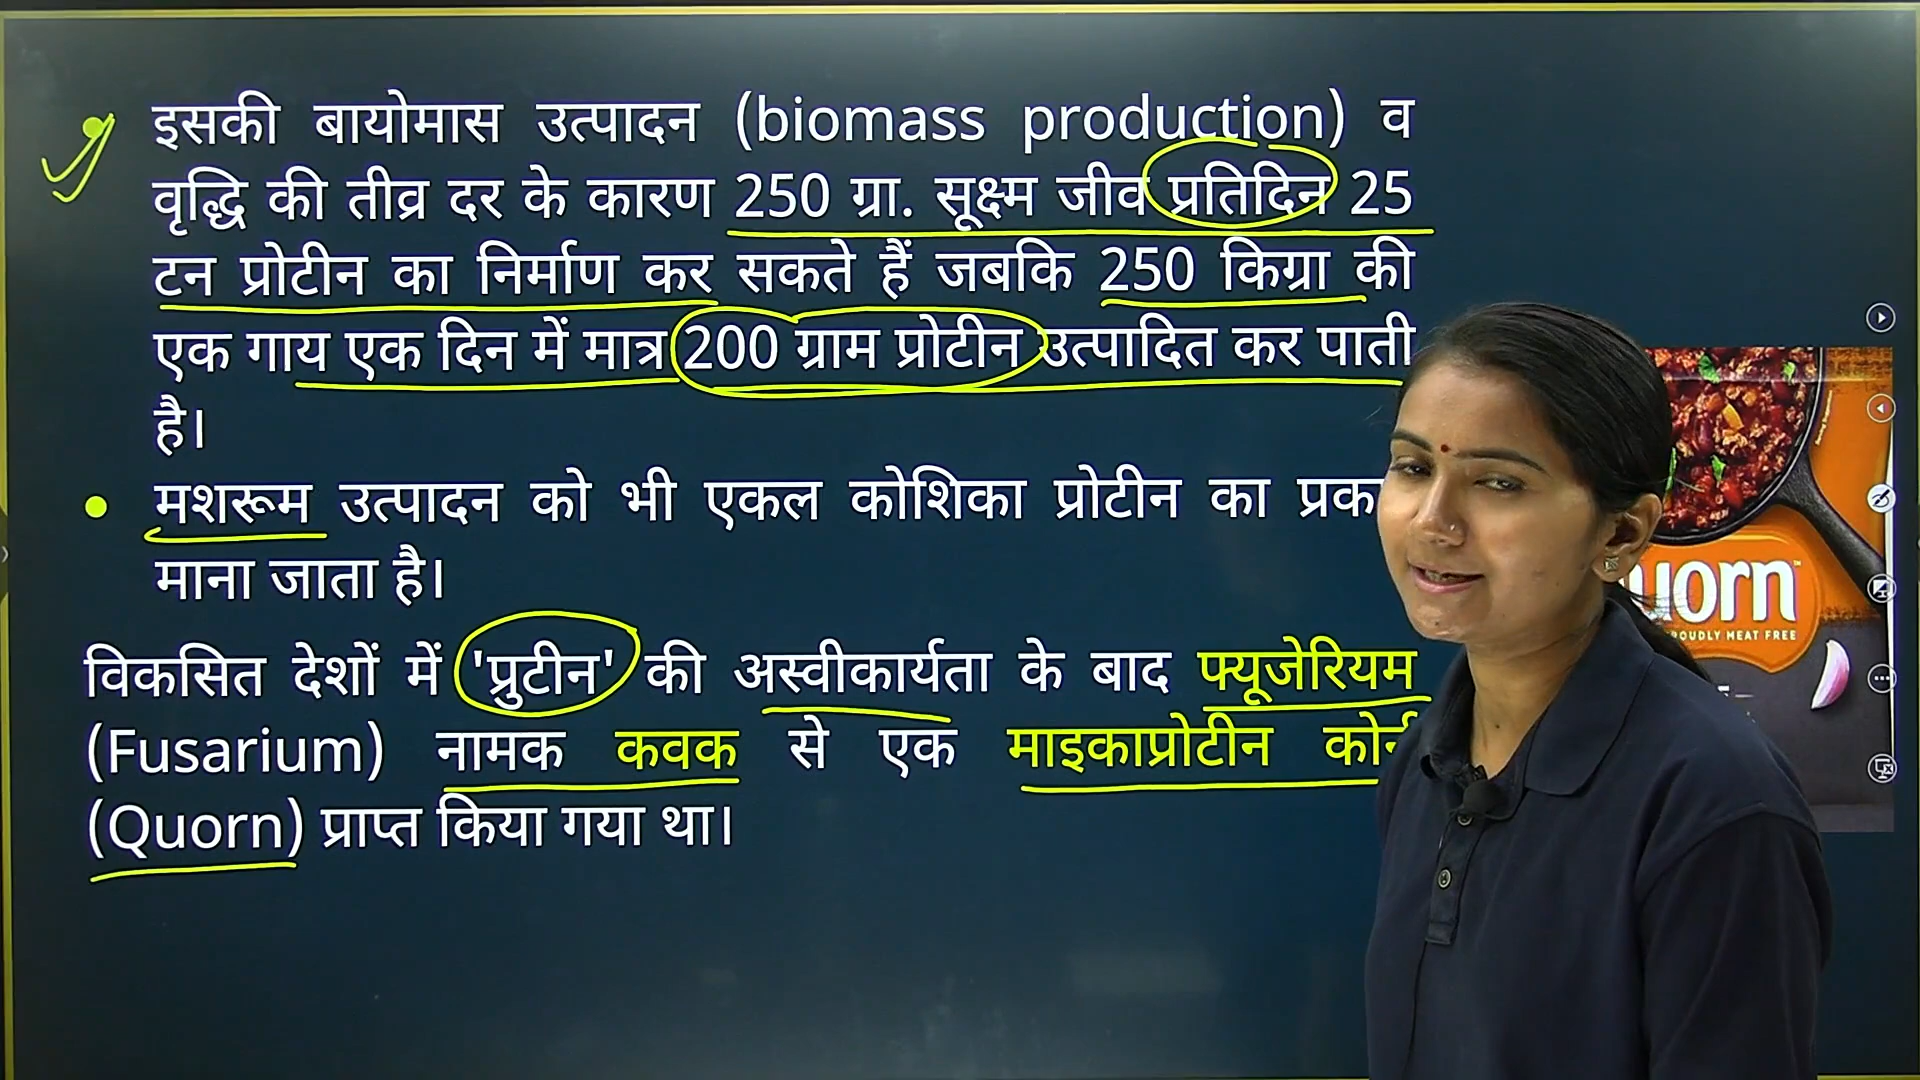 इसकी बायोमास उत्पादन (biomass production) व
वृद्धि की तीव्र दर के कारण 250 ग्रा. सूक्ष्म जीव प्रतिदिन 25
टन प्रोटीन का निर्माण कर सकते हैं जबकि 250 किग्रा की
एक गाय एक दिन में मात्र 200 ग्राम प्रोटीन उत्पादित कर पाती
है।
मशरूम उत्पादन को भी एकल कोशिका प्रोटीन का
माना जाता है।
विकसित देशों में 'प्रुटीन' की अस्वीकार्यता के बाद फ्यूजेरियम
(Fusarium) नामक कवक से एक माइकाप्रोटीन
(Quorn) प्राप्त किया गया था।
uorn
PROUDLY MEAT FREE